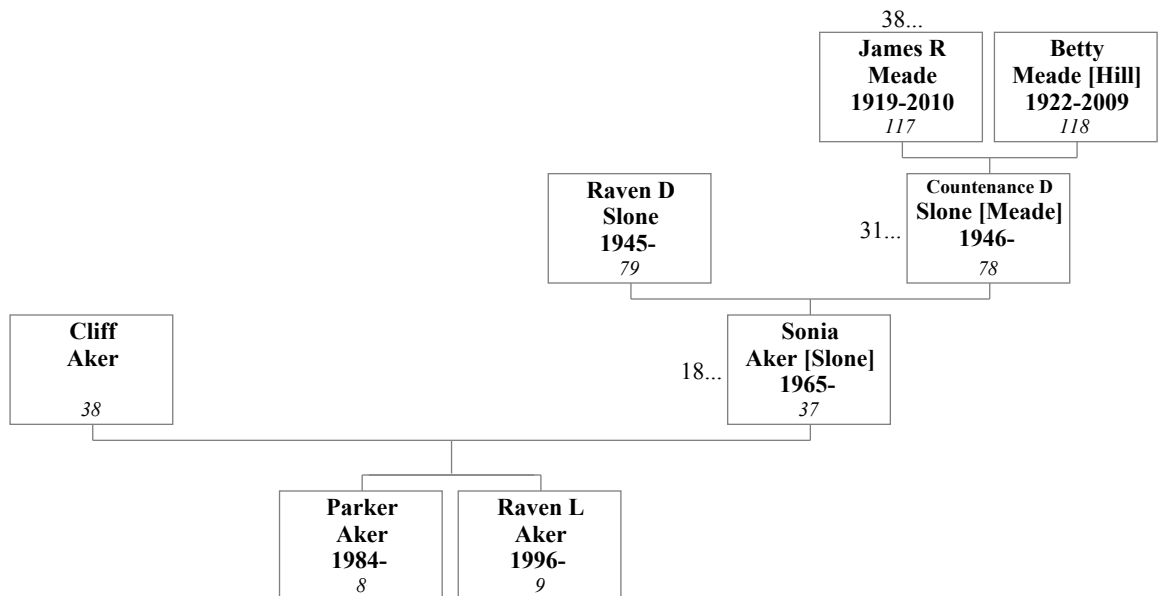 38...
James R
Meade
1919-2010
117
Betty
Meade [Hill]
1922-2009
118
Raven D
Slone
1945-
79
31...
Countenance D
Slone [Meade]
1946-
78
Cliff
Aker
38
18...
Sonia
Aker [Slone]
1965-
37
Parker
Aker
1984-
8
Raven L
Aker
1996-
9